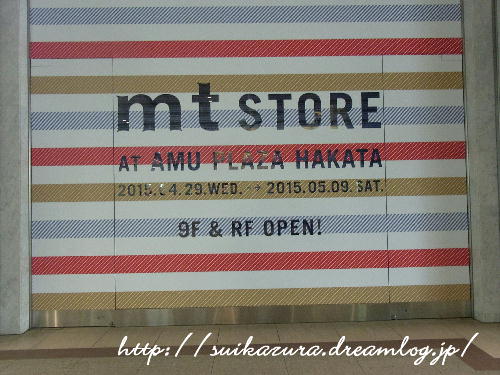 mt STORE
AT AMU PLAZA HAKATA
2015.04.29.WED. → 2015.05.09.SAT.
9F & RF OPEN!
http://suikazura.dreamlog.jp/